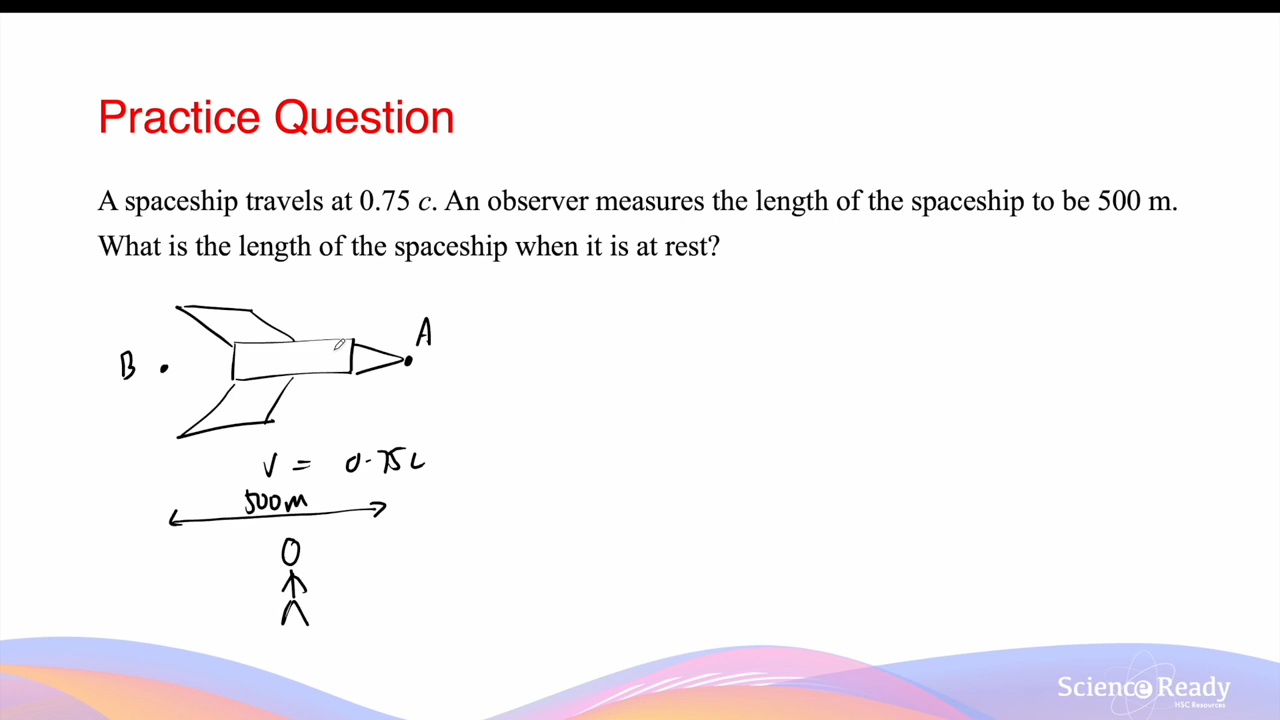 Practice Question
A spaceship travels at 0.75 c. An observer measures the length of the spaceship to be 500 m.
What is the length of the spaceship when it is at rest?
A
B
V = 0.75c
500m
Science Ready
HSC Resources